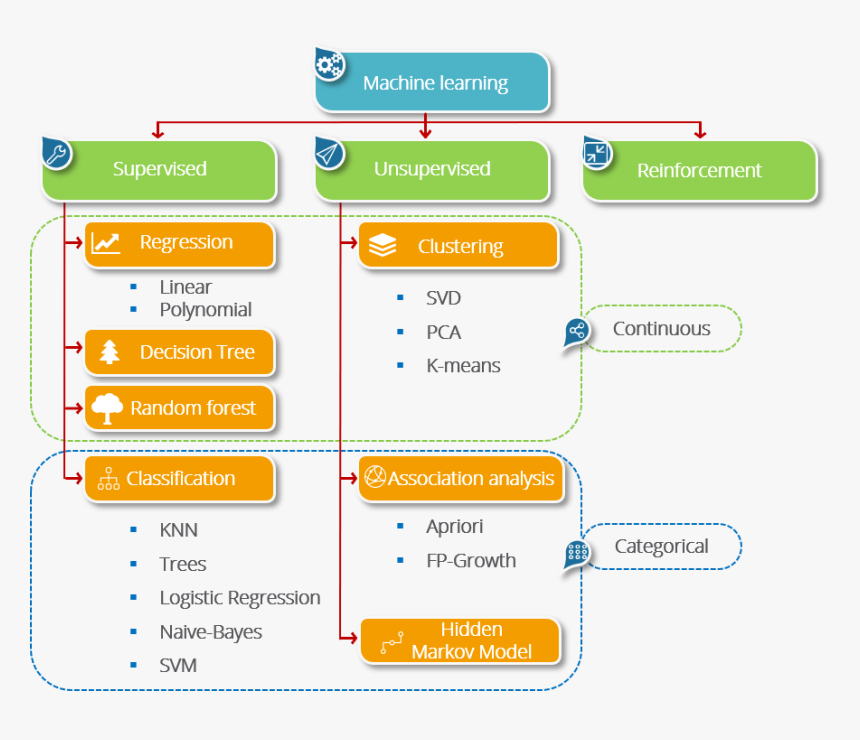 Machine learning
Supervised
Unsupervised
Reinforcement
Regression
Linear
Polynomial
Decision Tree
Random forest
Clustering
SVD
PCA
K-means
Continuous
Classification
KNN
Trees
Logistic Regression
Naive-Bayes
SVM
Association analysis
Apriori
FP-Growth
Hidden
Markov Model
Categorical